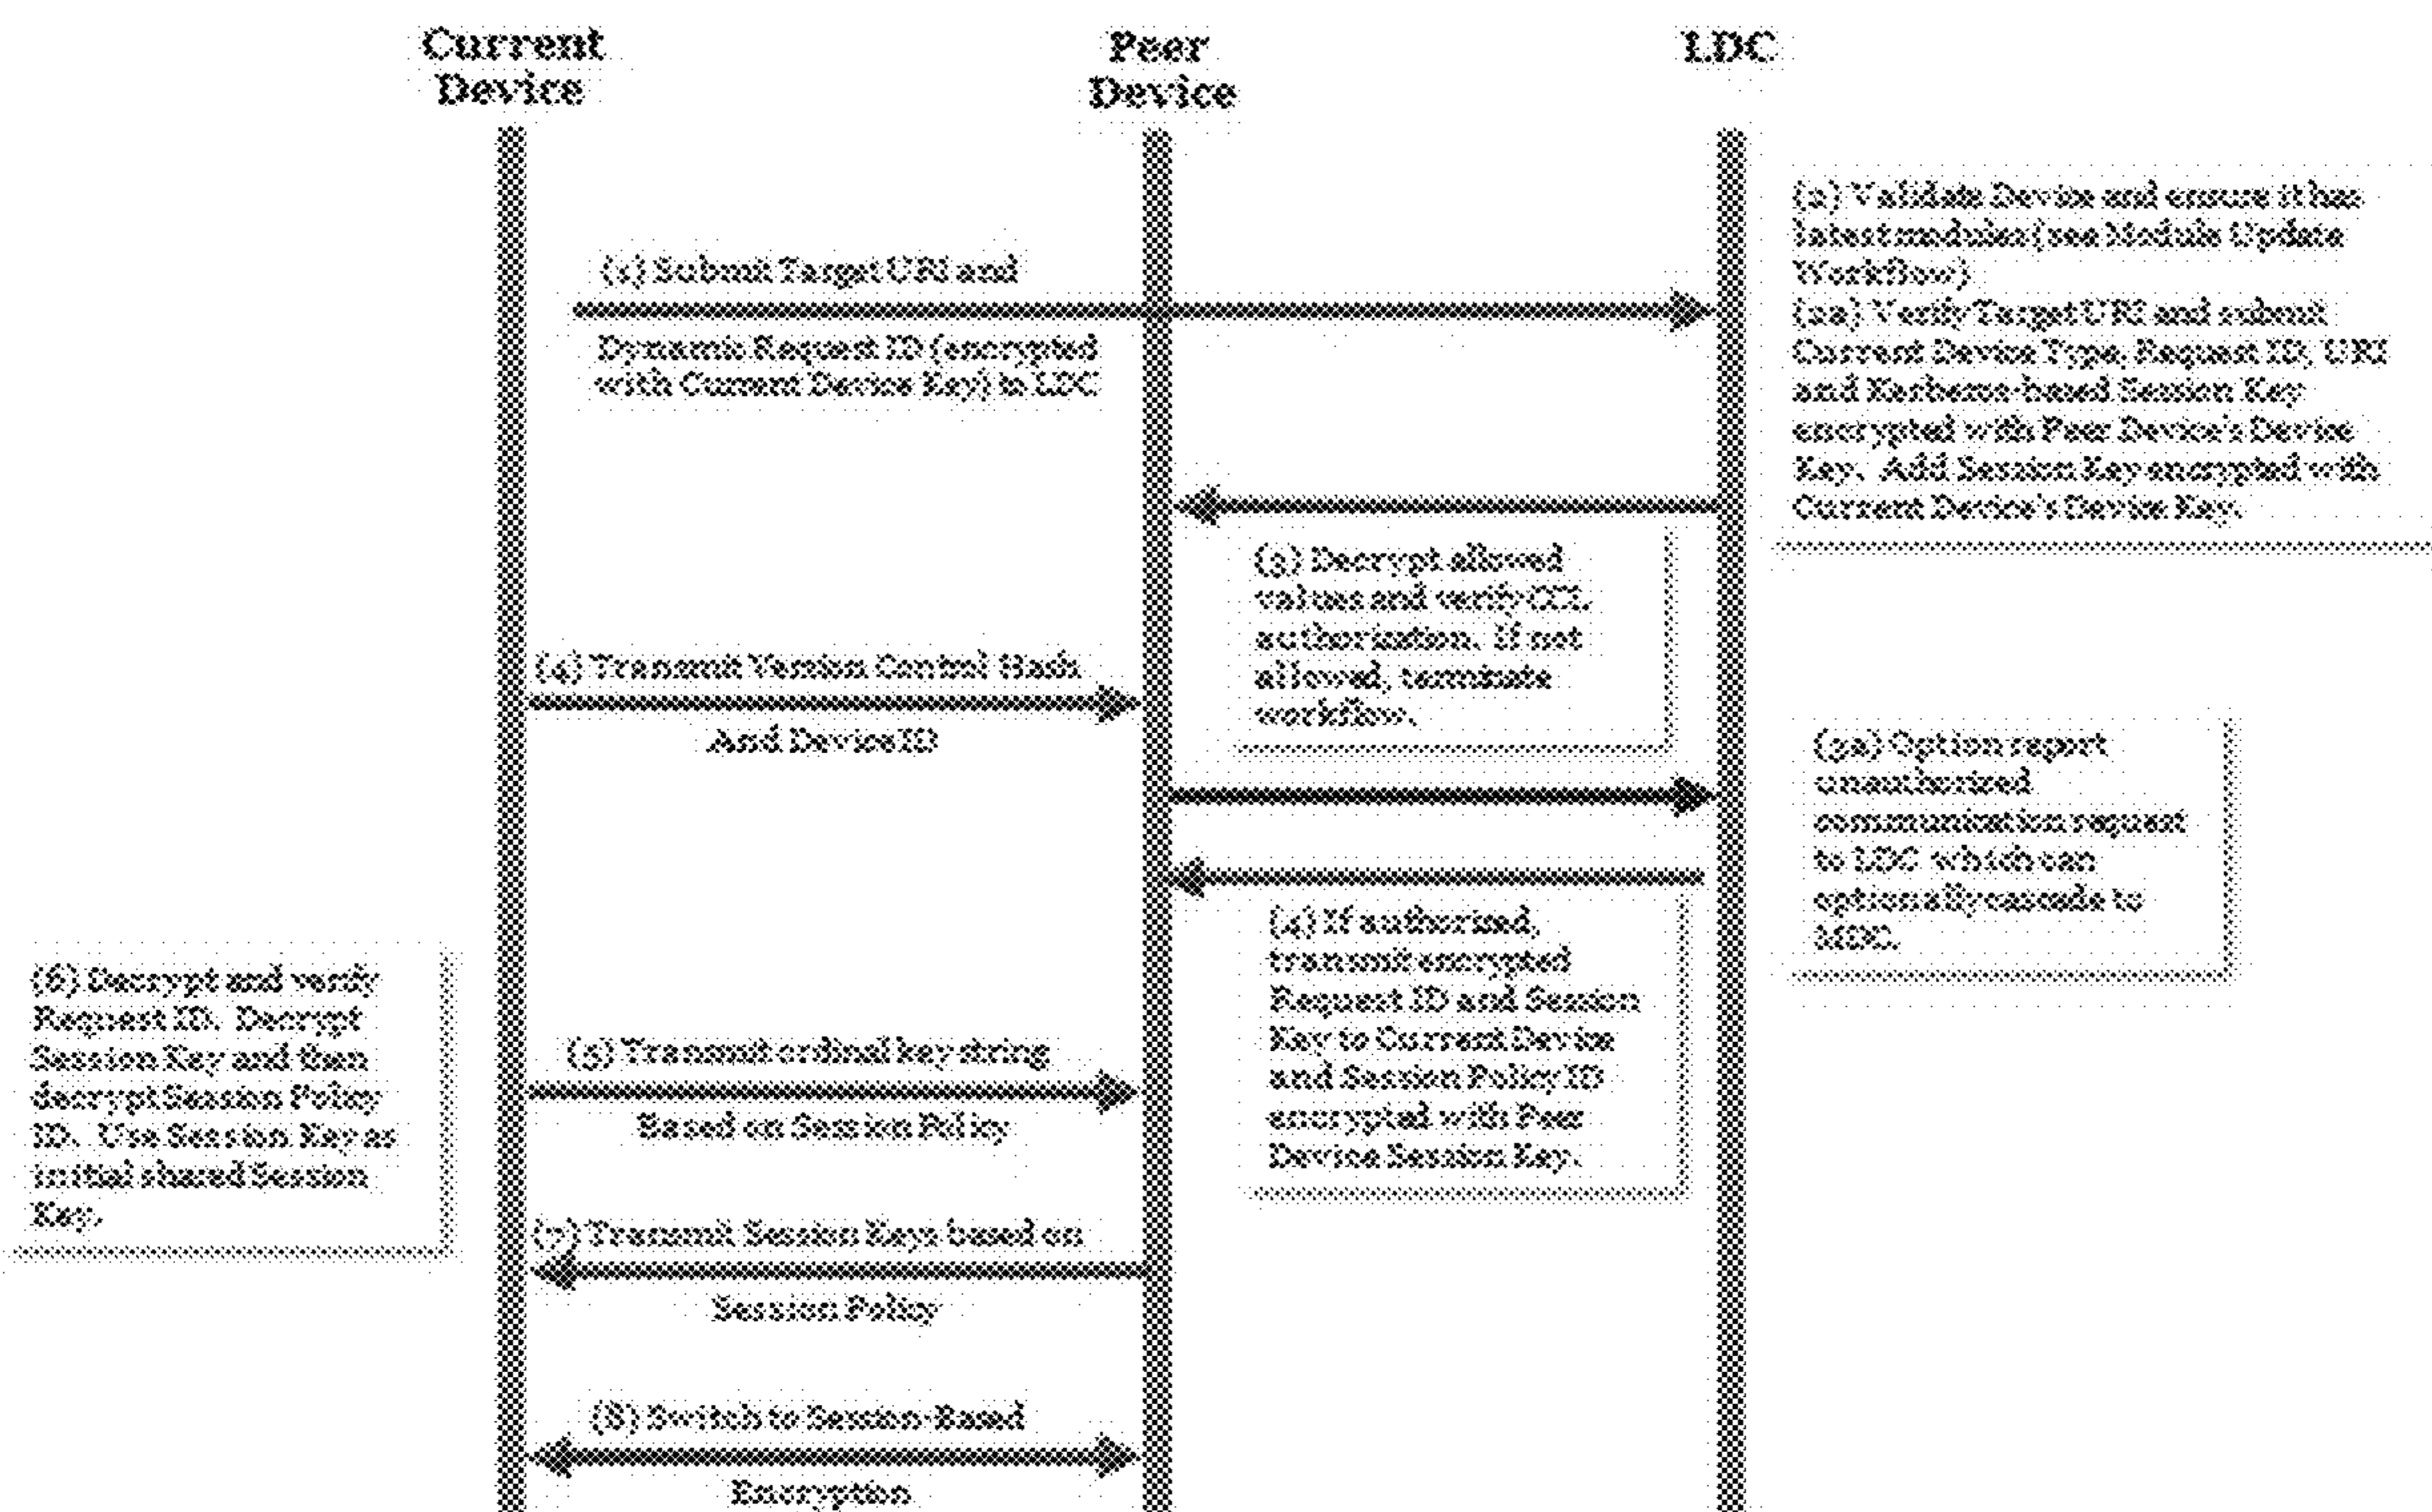 Current
Device
Peer
Device
LDC
(1) Submit Target URI and
Dynamic Request ID (encrypted
with Current Device Key) to LDC
(2) Validate Device and ensure it has
latest modules (see Module Update
Workflow)
(2a) Verify Target URI and submit
Current Device Type, Request ID, URI
and Kerberos-based Session Key
encrypted with Peer Device's Device
Key. Add Session Key encrypted with
Current Device's Device Key.
(3) Decrypt allowed
values and verify
authorization. If not
allowed, terminate
workflow.
(4) Transmit Version Control Hash
And Device ID
(3a) Option report
unauthorized
communication request
to LDC which can
optionally cascade to
MDC.
(4) If authorized,
transmit encrypted
Request ID and Session
Key to Current Device
and Session Policy ID
encrypted with Peer
Device Session Key.
(6) Decrypt and verify
Request ID. Decrypt
Session Key and then
decrypt Session Policy
ID. Use Session Key as
initial shared Session
Key.
(5) Transmit ordinal key string
Based on Session Policy
(7) Transmit Session Keys based on
Session Policy
(8) Switch to Session-Based
Encrypton